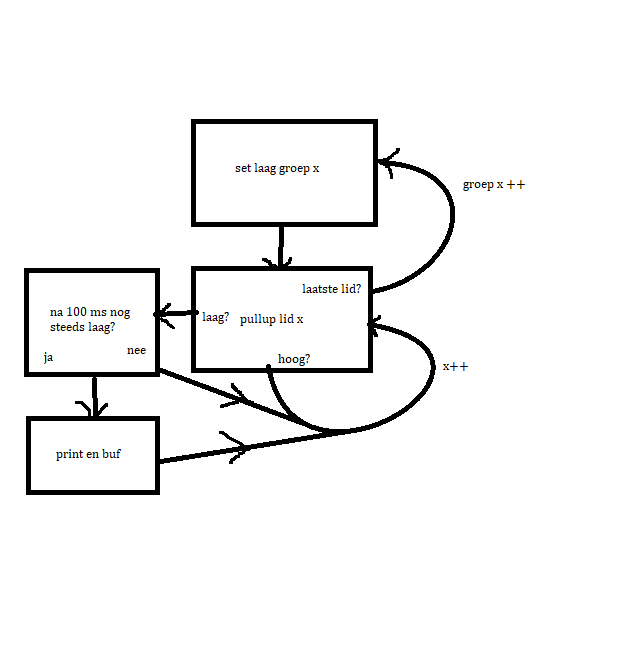 set laag groep x
groep x ++
laatste lid?
laag?
pullup lid x
hoog?
x++
na 100 ms nog
steeds laag?
ja
nee
print en buf